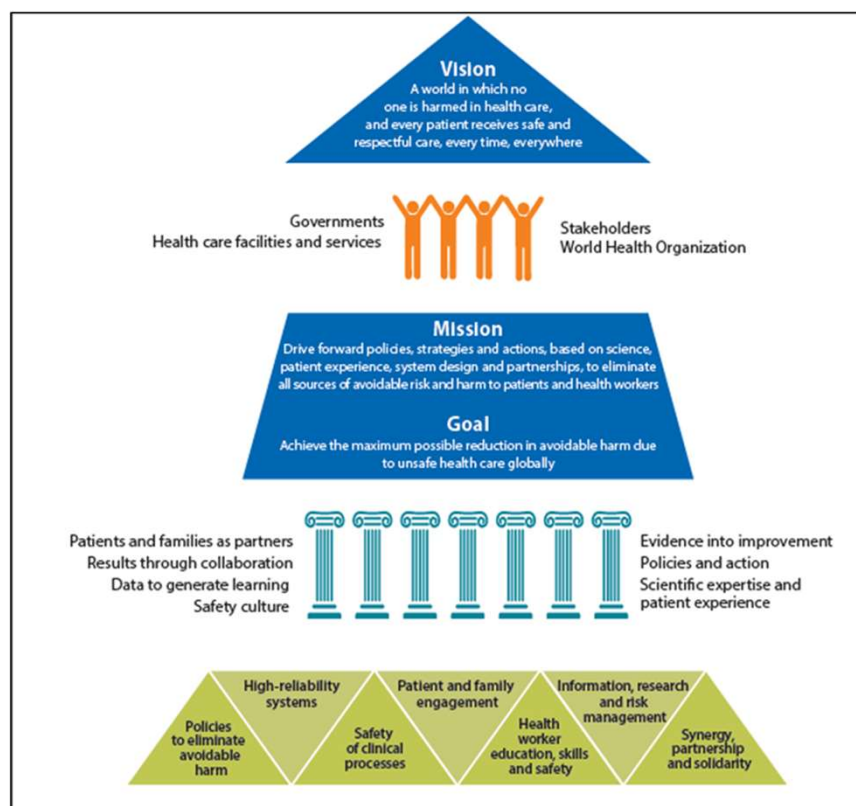 Vision
A world in which no
one is harmed in health care,
and every patient receives safe and
respectful care, every time, everywhere
Governments
Health care facilities and services
Stakeholders
World Health Organization
Mission
Drive forward policies, strategies and actions, based on science,
patient experience, system design and partnerships, to eliminate
all sources of avoidable risk and harm to patients and health workers
Goal
Achieve the maximum possible reduction in avoidable harm due
to unsafe health care globally
Patients and families as partners
Results through collaboration
Data to generate learning
Safety culture
Evidence into improvement
Policies and action
Scientific expertise and
patient experience
Policies
to eliminate
avoidable
harm
High-reliability
systems
Safety
of clinical
processes
Patient and family
engagement
Health
worker
education, skills
and safety
Information, research
and risk
management
Synergy,
partnership
and solidarity